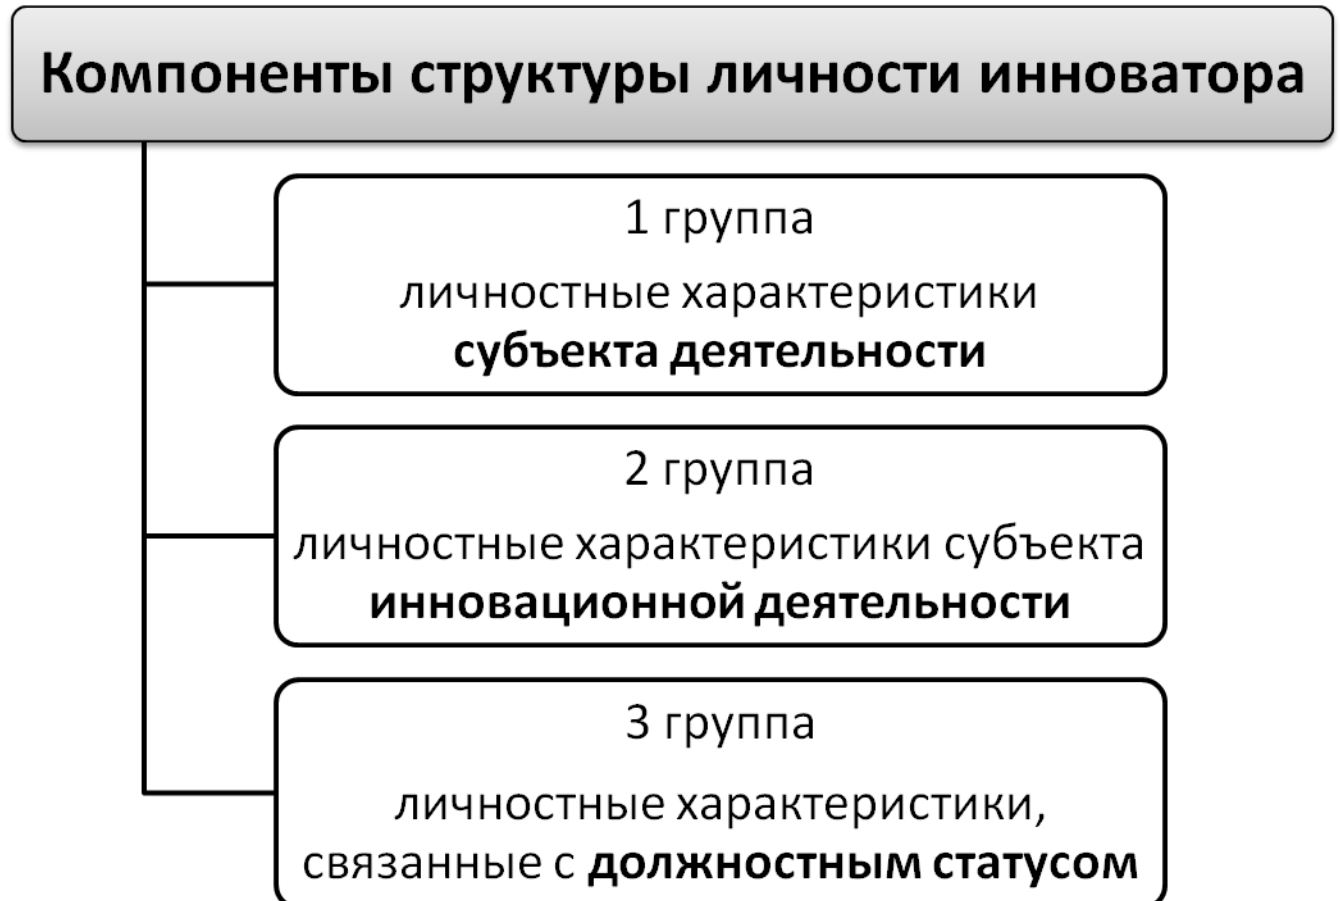 Компоненты структуры личности инноватора
1 группа
личностные характеристики
субъекта деятельности
2 группа
личностные характеристики субъекта
инновационной деятельности
3 группа
личностные характеристики,
связанные с должностным статусом